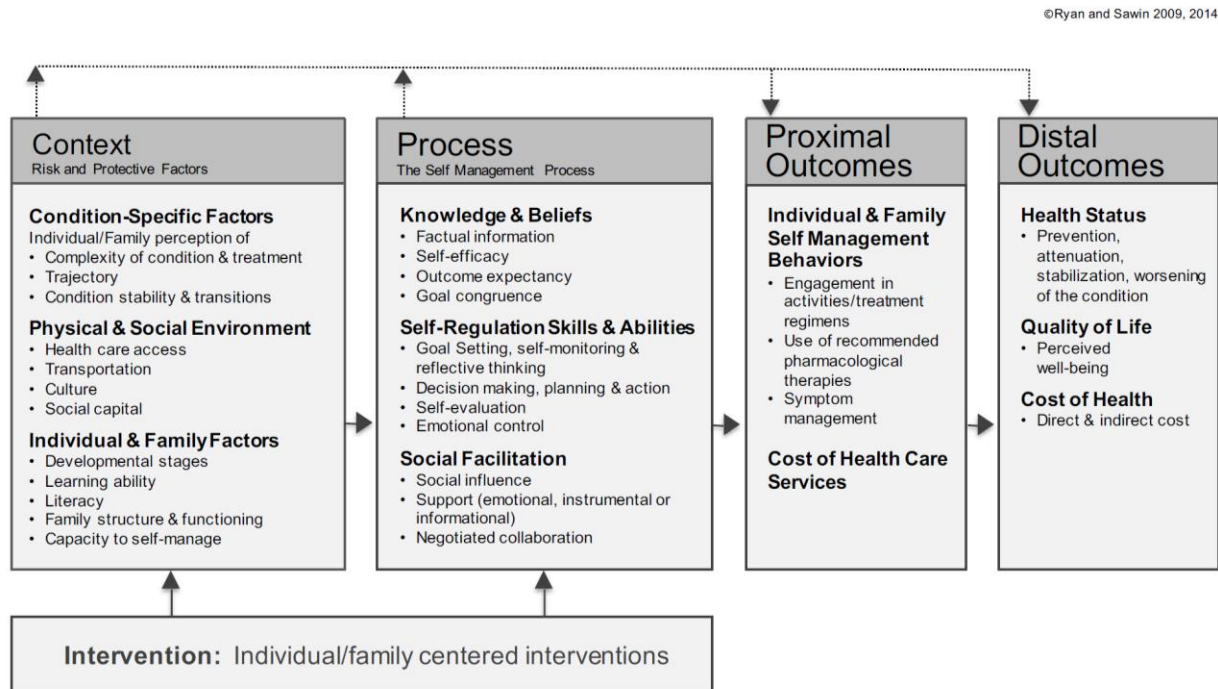 ©Ryan and Sawin 2009, 2014
Context
Risk and Protective Factors
Condition-Specific Factors
Individual/Family perception of
• Complexity of condition & treatment
• Trajectory
• Condition stability & transitions
Physical & Social Environment
• Health care access
• Transportation
• Culture
• Social capital
Individual & Family Factors
• Developmental stages
• Learning ability
• Literacy
• Family structure & functioning
• Capacity to self-manage
Process
The Self Management Process
Knowledge & Beliefs
• Factual information
• Self-efficacy
• Outcome expectancy
• Goal congruence
Self-Regulation Skills & Abilities
• Goal Setting, self-monitoring &
reflective thinking
• Decision making, planning & action
• Self-evaluation
• Emotional control
Social Facilitation
• Social influence
• Support (emotional, instrumental or
informational)
• Negotiated collaboration
Proximal
Outcomes
Individual & Family
Self Management
Behaviors
• Engagement in
activities/treatment
regimens
• Use of recommended
pharmacological
therapies
• Symptom
management
Cost of Health Care
Services
Distal
Outcomes
Health Status
• Prevention,
attenuation,
stabilization, worsening
of the condition
Quality of Life
• Perceived
well-being
Cost of Health
• Direct & indirect cost
Intervention: Individual/family centered interventions